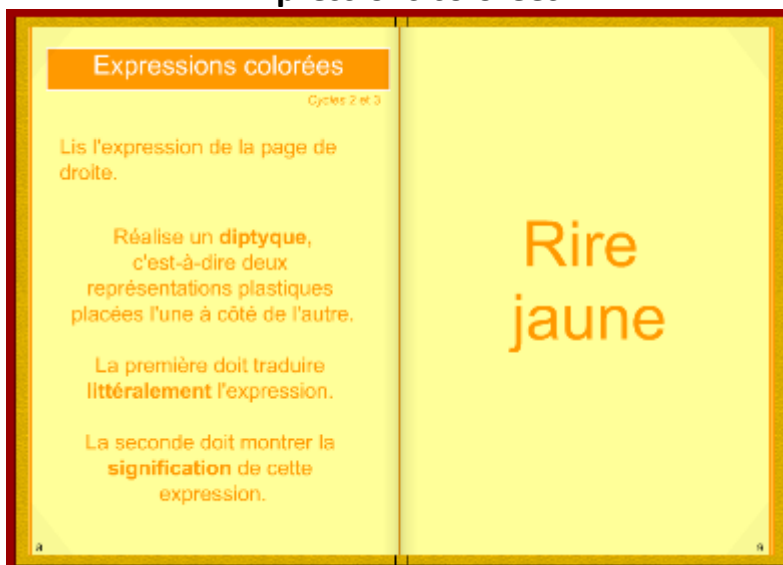 Expressions colorées
Cycles 2 et 3
Lis l'expression de la page de
droite.
Réalise un diptyque,
c'est-à-dire deux
représentations plastiques
placées l'une à côté de l'autre.
La première doit traduire
littéralement l'expression.
La seconde doit montrer la
signification de cette
expression.
Rire
jaune